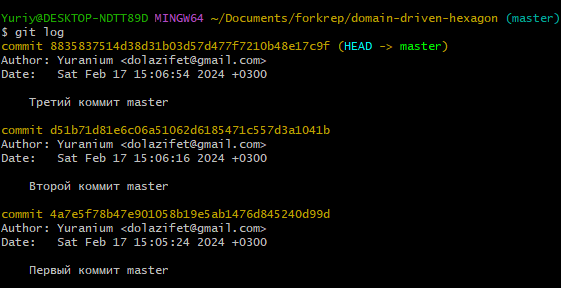 Yuriy@DESKTOP-NDTT89D MINGW64 ~/Documents/forkrep/domain-driven-hexagon (master)
$ git log
commit 8835837514d38d31b03d57d477f7210b48e17c9f (HEAD -> master)
Author: Yuranium <dolazifet@gmail.com>
Date:   Sat Feb 17 15:06:54 2024 +0300
Третий коммит master
commit d51b71d81e6c06a51062d6185471c557d3a1041b
Author: Yuranium <dolazifet@gmail.com>
Date:   Sat Feb 17 15:06:16 2024 +0300
Второй коммит master
commit 4a7e5f78b47e901058b19e5ab1476d845240d99d
Author: Yuranium <dolazifet@gmail.com>
Date:   Sat Feb 17 15:05:24 2024 +0300
Первый коммит master